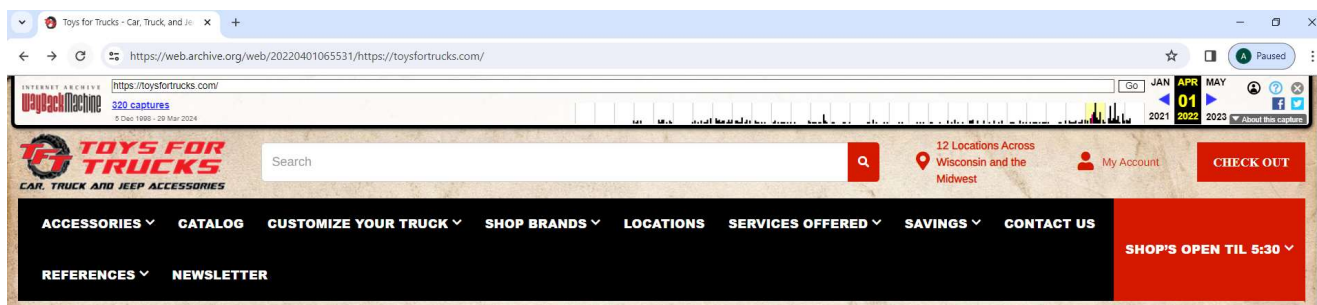 Toys for Trucks - Car, Truck, and Je
https://web.archive.org/web/20220401065531/https://toysfortrucks.com/
A Paused
INTERNET ARCHIVE
WayBackMachine
https://toysfortrucks.com/
Go
JAN APR MAY
320 captures
01
5 Dec 1998 - 29 Mar 2024
2021 2022 2023
About this capture
TFT
TOYS FOR
TRUCKS
CAR, TRUCK AND JEEP ACCESSORIES
Search
12 Locations Across
Wisconsin and the
Midwest
My Account
CHECK OUT
ACCESSORIES CATALOG CUSTOMIZE YOUR TRUCK SHOP BRANDS LOCATIONS SERVICES OFFERED SAVINGS CONTACT US
REFERENCES NEWSLETTER
SHOP'S OPEN TIL 5:30